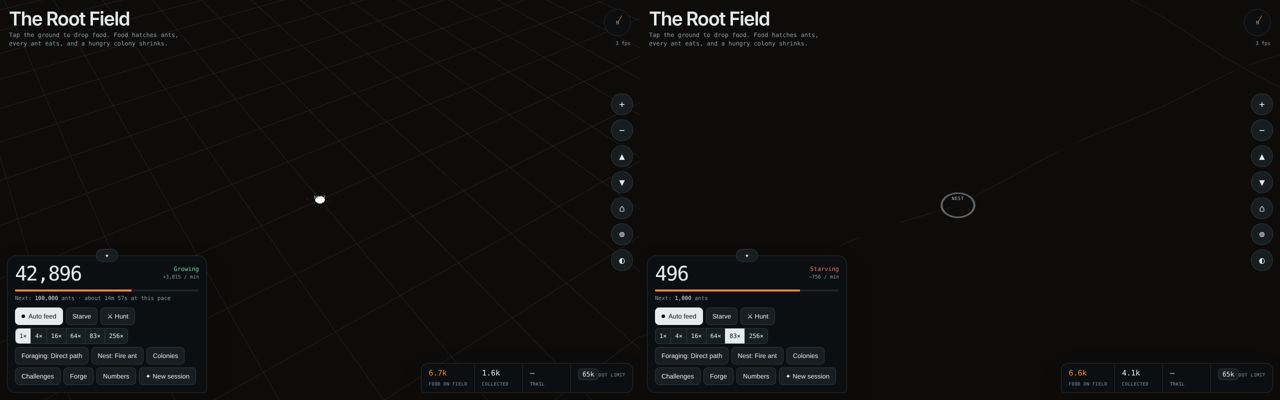 The Root Field
Tap the ground to drop food. Food hatches ants,
every ant eats, and a hungry colony shrinks.
3 fps
+
−
▲
▼
42,896
Growing
+3,815 / min
Next: 100,000 ants · about 14m 57s at this pace
Auto feed
Starve
⚔ Hunt
1× 4× 16× 64× 83× 256×
Foraging: Direct path
Nest: Fire ant
Colonies
Challenges
Forge
Numbers
✦ New session
6.7k
FOOD ON FIELD
1.6k
COLLECTED
—
TRAIL
65k
DOT LIMIT
The Root Field
Tap the ground to drop food. Food hatches ants,
every ant eats, and a hungry colony shrinks.
3 fps
+
−
▲
▼
NEST
496
Starving
−756 / min
Next: 1,000 ants
Auto feed
Starve
⚔ Hunt
1× 4× 16× 64× 83× 256×
Foraging: Direct path
Nest: Fire ant
Colonies
Challenges
Forge
Numbers
✦ New session
6.6k
FOOD ON FIELD
4.1k
COLLECTED
—
TRAIL
65k
DOT LIMIT